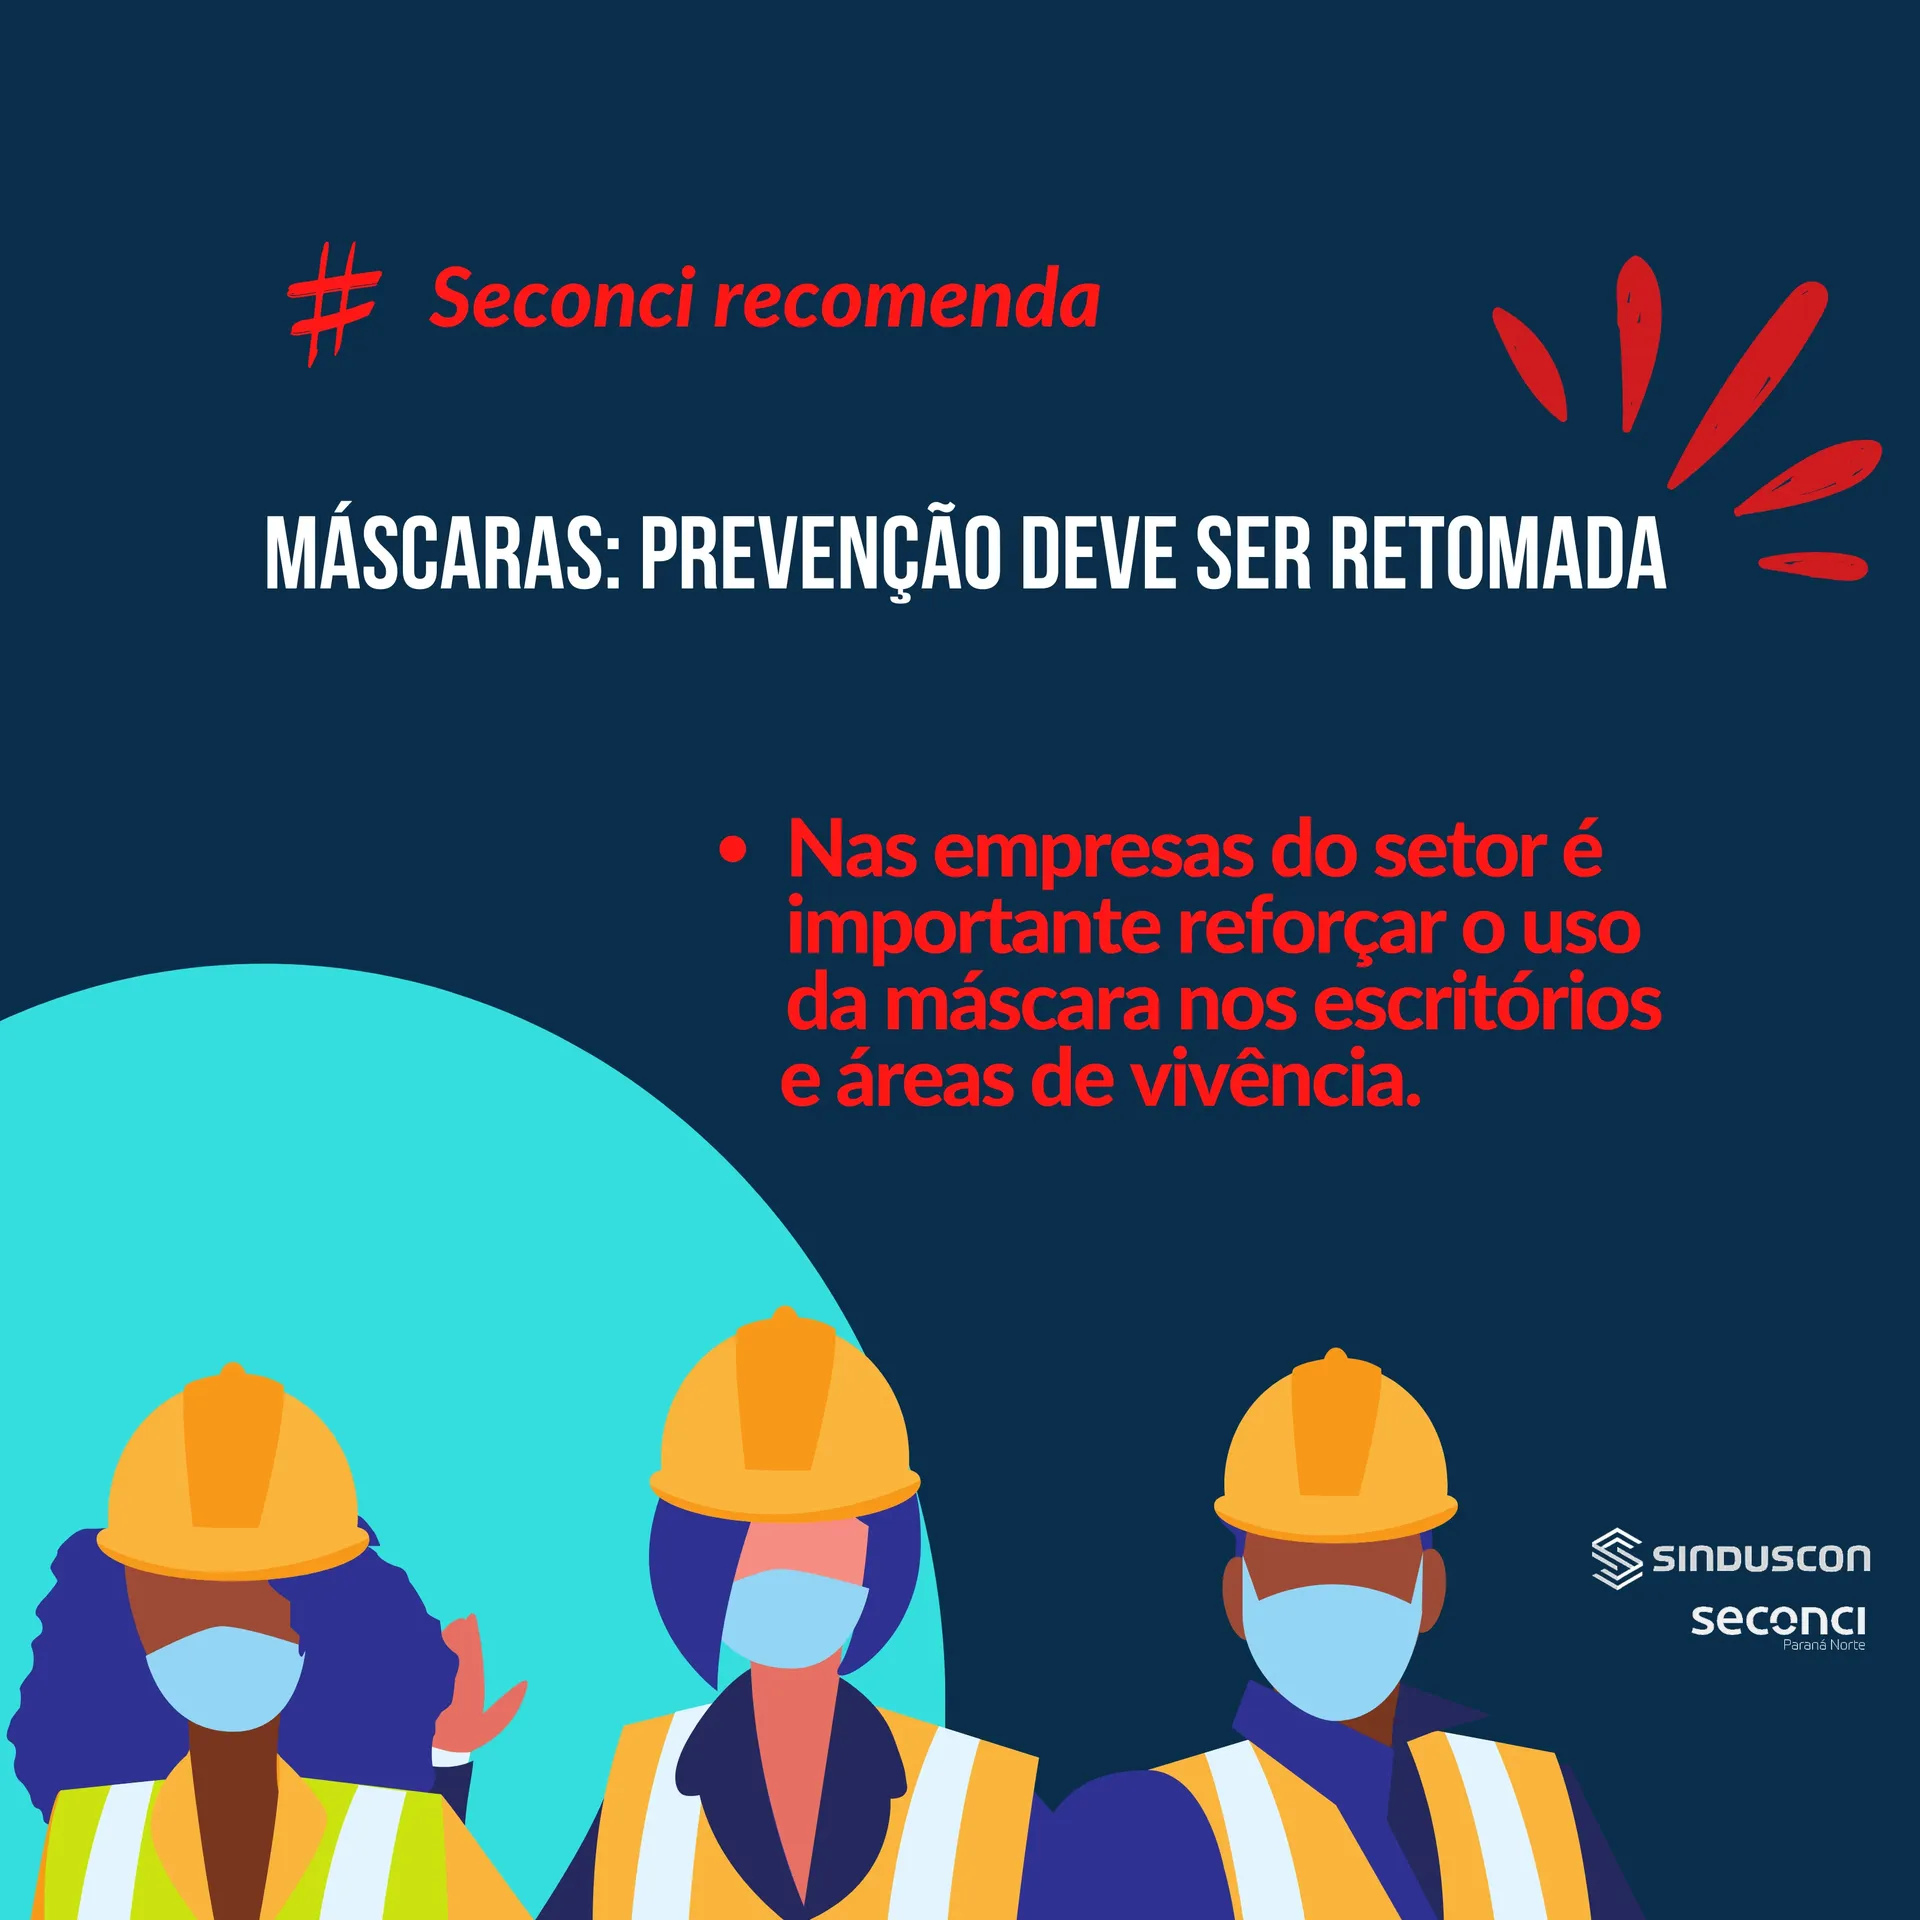 # Seconci recomenda
MÁSCARAS: PREVENÇÃO DEVE SER RETOMADA
• Nas empresas do setor é
importante reforçar o uso
da máscara nos escritórios
e áreas de vivência.
SINDUSCON
seconci
Paraná Norte